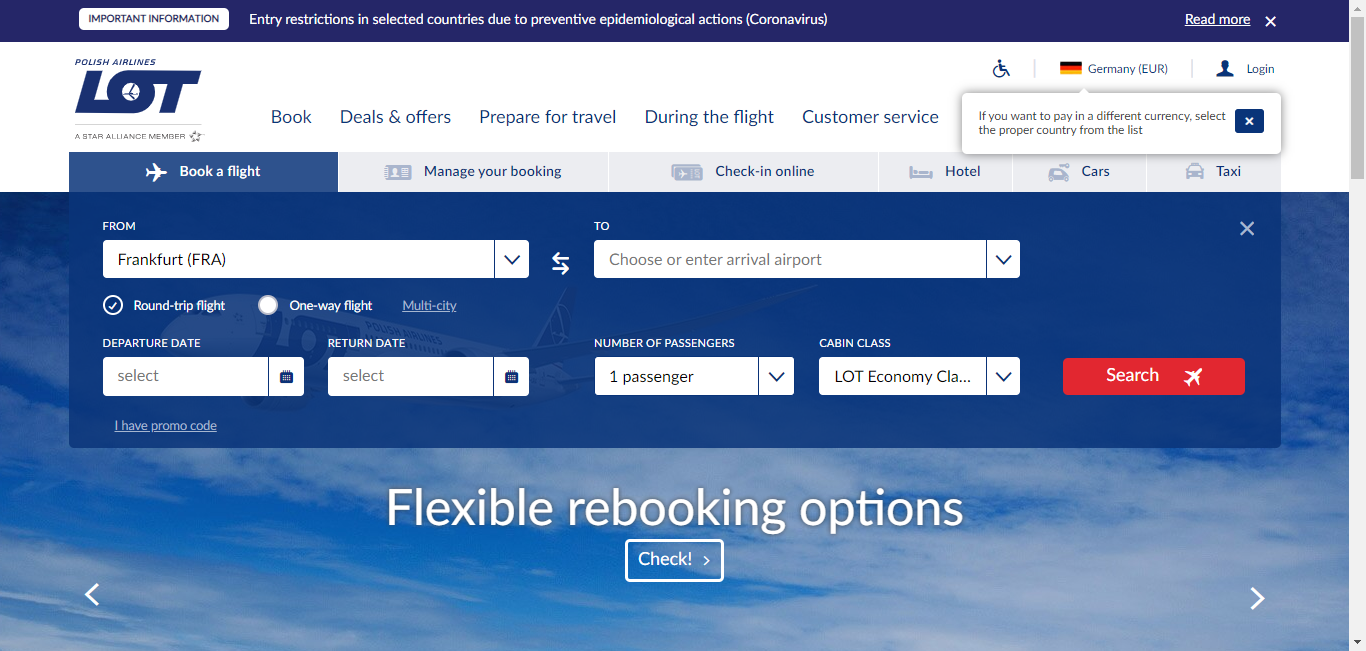 IMPORTANT INFORMATION
Entry restrictions in selected countries due to preventive epidemiological actions (Coronavirus)
Read more
POLISH AIRLINES
LOT
A STAR ALLIANCE MEMBER
Germany (EUR)
Login
If you want to pay in a different currency, select
the proper country from the list
Book
Deals & offers
Prepare for travel
During the flight
Customer service
Book a flight
Manage your booking
Check-in online
Hotel
Cars
Taxi
FROM
TO
Frankfurt (FRA)
Choose or enter arrival airport
Round-trip flight
One-way flight
Multi-city
POLISH AIRLINES
DEPARTURE DATE
RETURN DATE
NUMBER OF PASSENGERS
CABIN CLASS
select
select
1 passenger
LOT Economy Cla...
Search
I have promo code
Flexible rebooking options
Check!